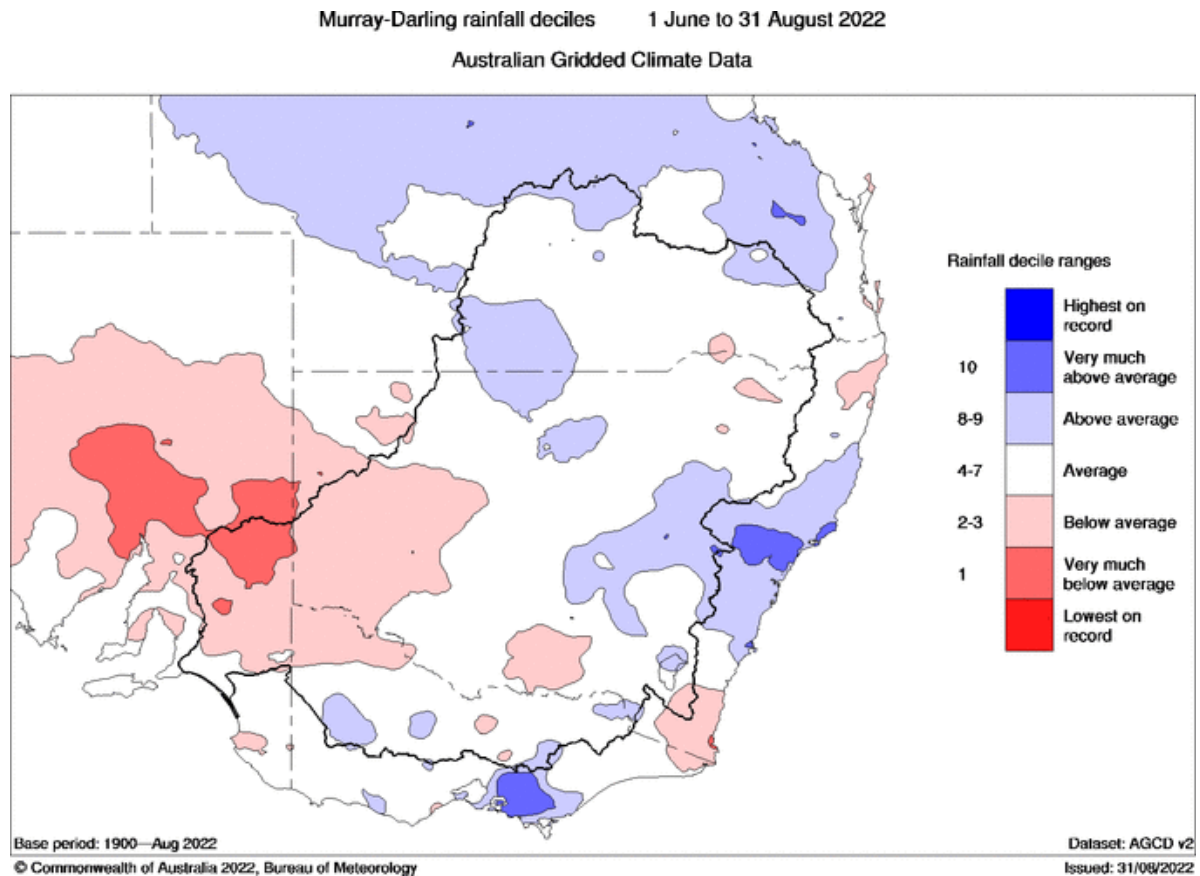 Murray-Darling rainfall deciles 1 June to 31 August 2022
Australian Gridded Climate Data
Rainfall decile ranges
Highest on
record
10 Very much
above average
8-9 Above average
4-7 Average
2-3 Below average
1 Very much
below average
Lowest on
record
Base period: 1900—Aug 2022 Dataset: AGCD v2
© Commonwealth of Australia 2022, Bureau of Meteorology Issued: 31/08/2022